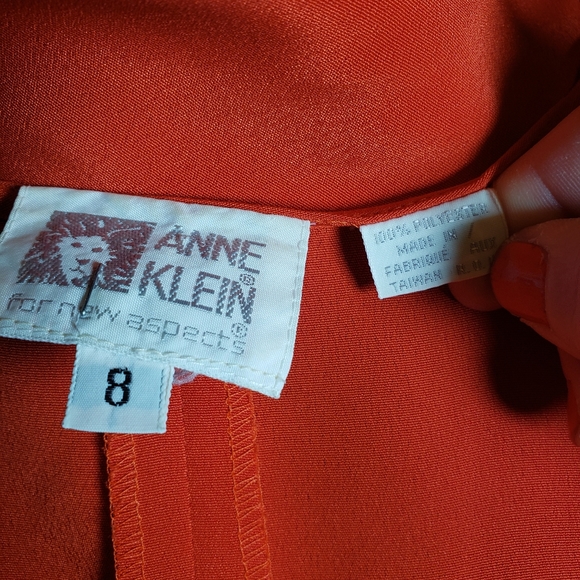 ANNE
KLEIN®
for new aspects®
8
100% POLYESTER
MADE IN
FABRIQUE
TAIWAN R.O.